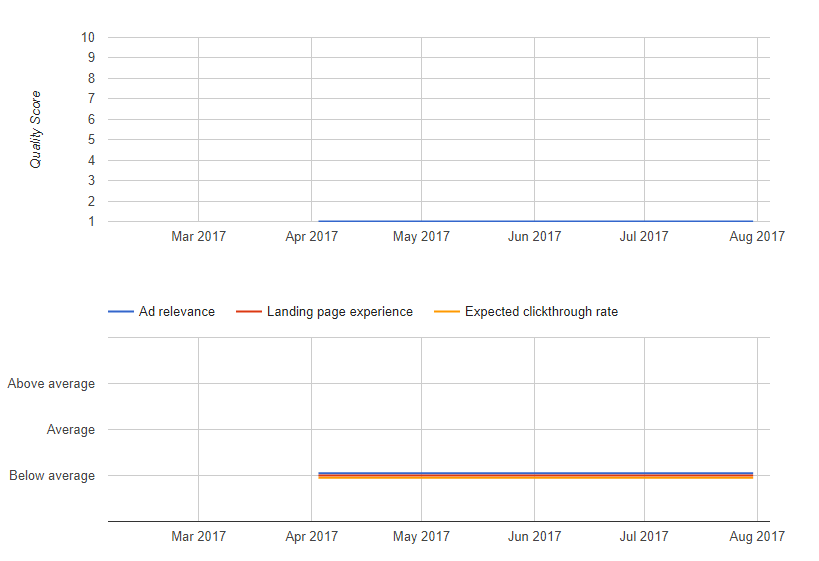 10
9
8
7
6
5
4
3
2
1
Quality Score
Mar 2017 Apr 2017 May 2017 Jun 2017 Jul 2017 Aug 2017
Ad relevance Landing page experience Expected clickthrough rate
Above average
Average
Below average
Mar 2017 Apr 2017 May 2017 Jun 2017 Jul 2017 Aug 2017